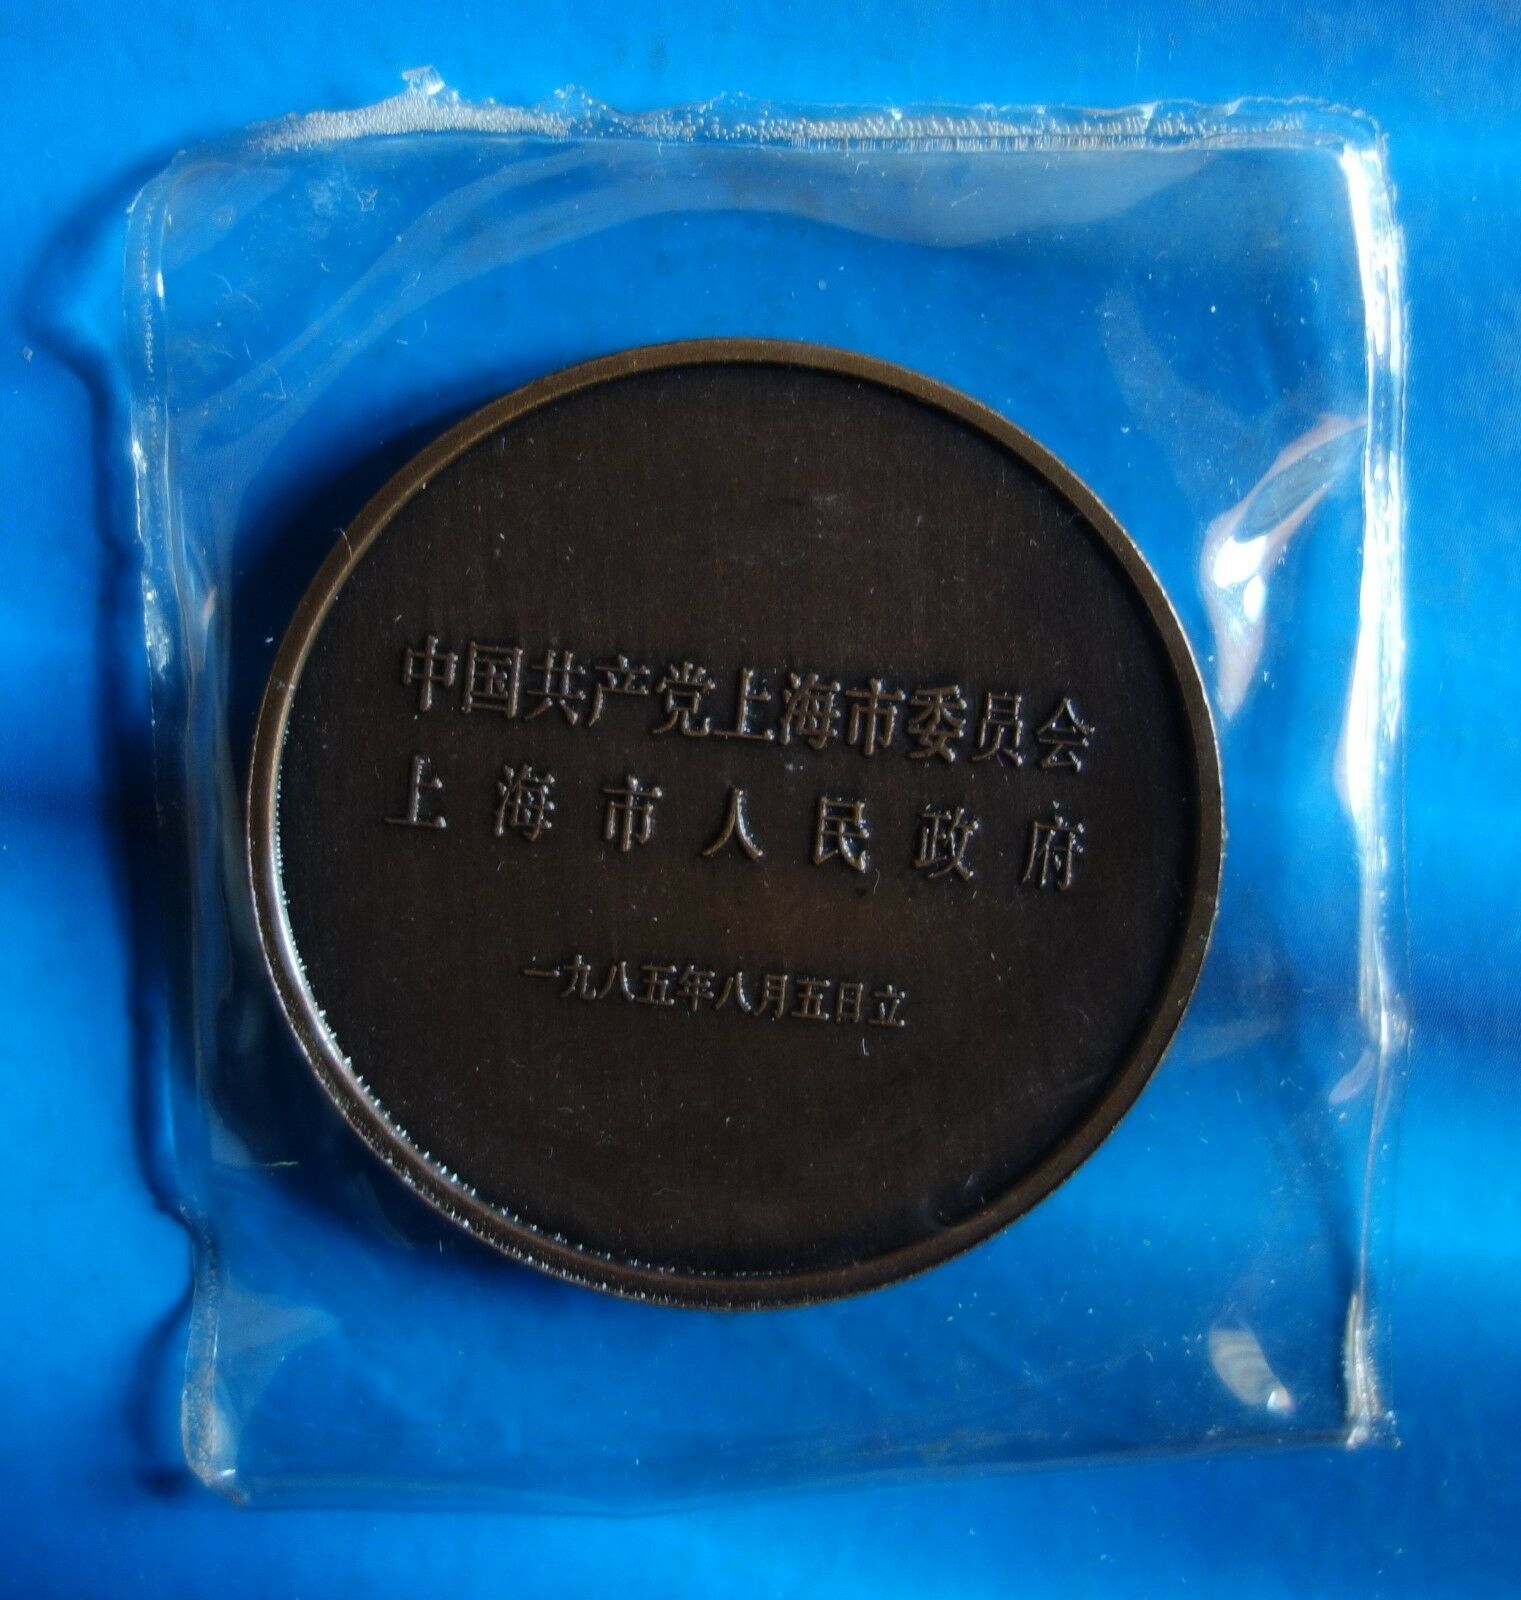 中国共产党上海市委员会
上海市人民政府
一九八五年八月五日立